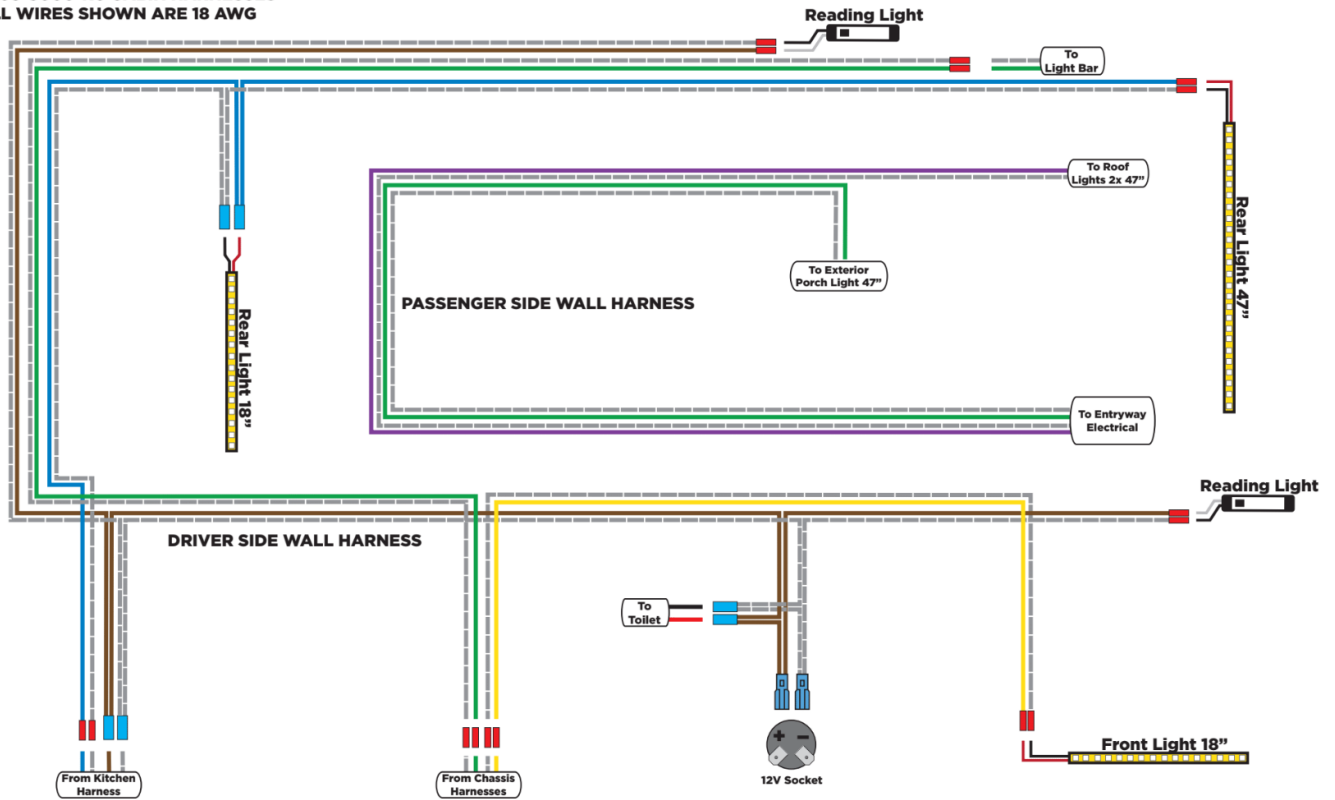 L WIRES SHOWN ARE 18 AWG
Reading Light
To
Light Bar
To Roof
Lights 2x 47”
Rear Light 47”
To Exterior
Porch Light 47”
PASSENGER SIDE WALL HARNESS
Rear Light 18”
To Entryway
Electrical
Reading Light
DRIVER SIDE WALL HARNESS
To
Toilet
+ –
12V Socket
Front Light 18”
From Kitchen
Harness
From Chassis
Harnesses